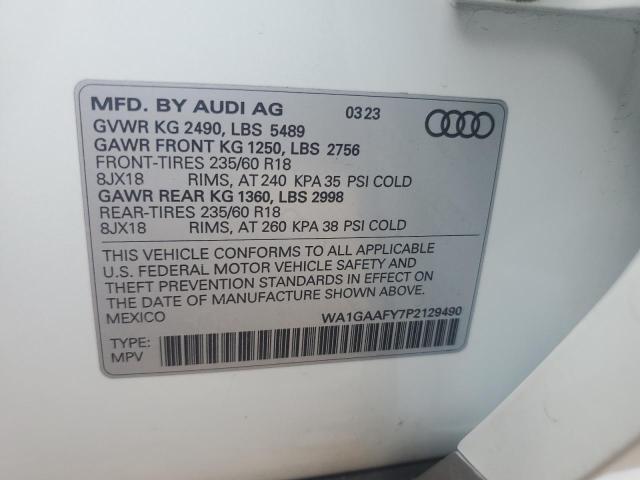 MFD. BY AUDI AG 0323
GVWR KG 2490, LBS 5489
GAWR FRONT KG 1250, LBS 2756
FRONT-TIRES 235/60 R18
8JX18 RIMS, AT 240 KPA 35 PSI COLD
GAWR REAR KG 1360, LBS 2998
REAR-TIRES 235/60 R18
8JX18 RIMS, AT 260 KPA 38 PSI COLD
THIS VEHICLE CONFORMS TO ALL APPLICABLE
U.S. FEDERAL MOTOR VEHICLE SAFETY AND
THEFT PREVENTION STANDARDS IN EFFECT ON
THE DATE OF MANUFACTURE SHOWN ABOVE.
MEXICO WA1GAAFY7P2129490
TYPE:
MPV